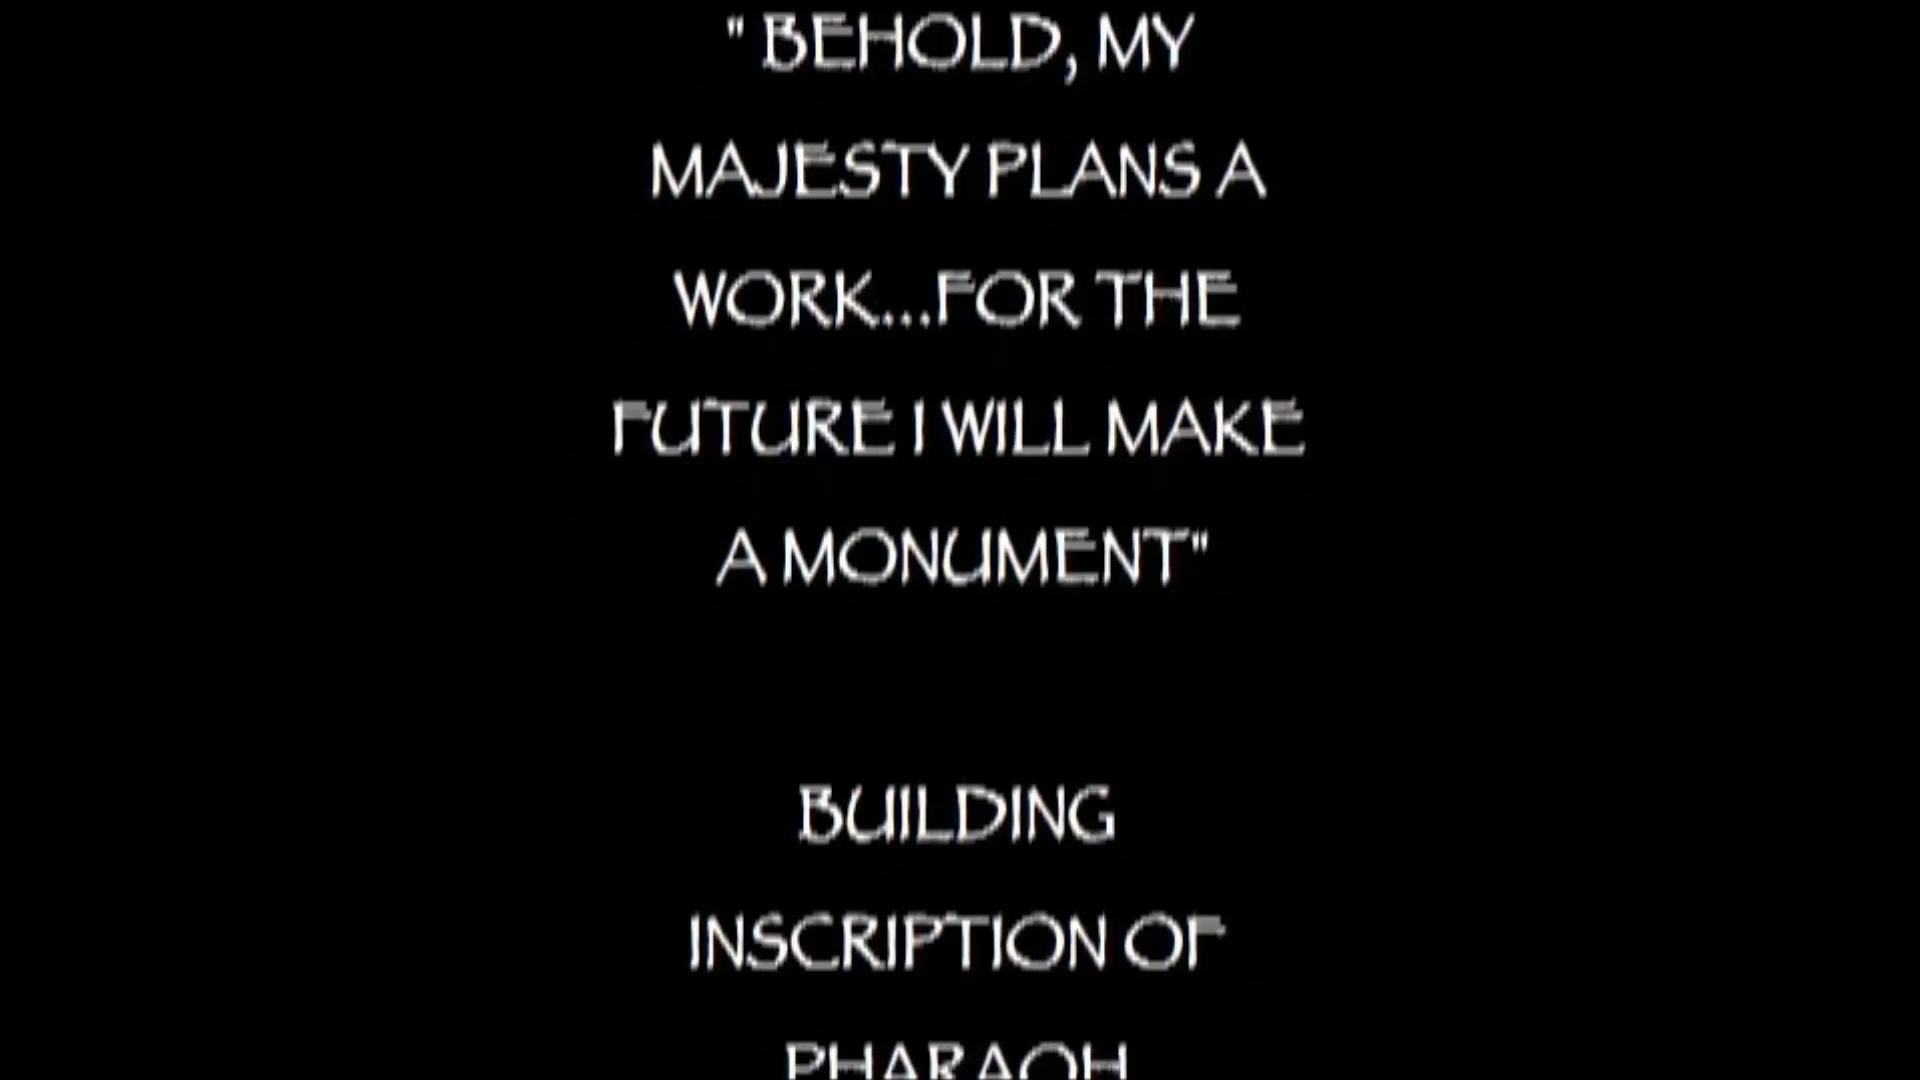 " BEHOLD, MY
MAJESTY PLANS A
WORK...FOR THE
FUTURE I WILL MAKE
A MONUMENT"
BUILDING
INSCRIPTION OF
PHARAOH